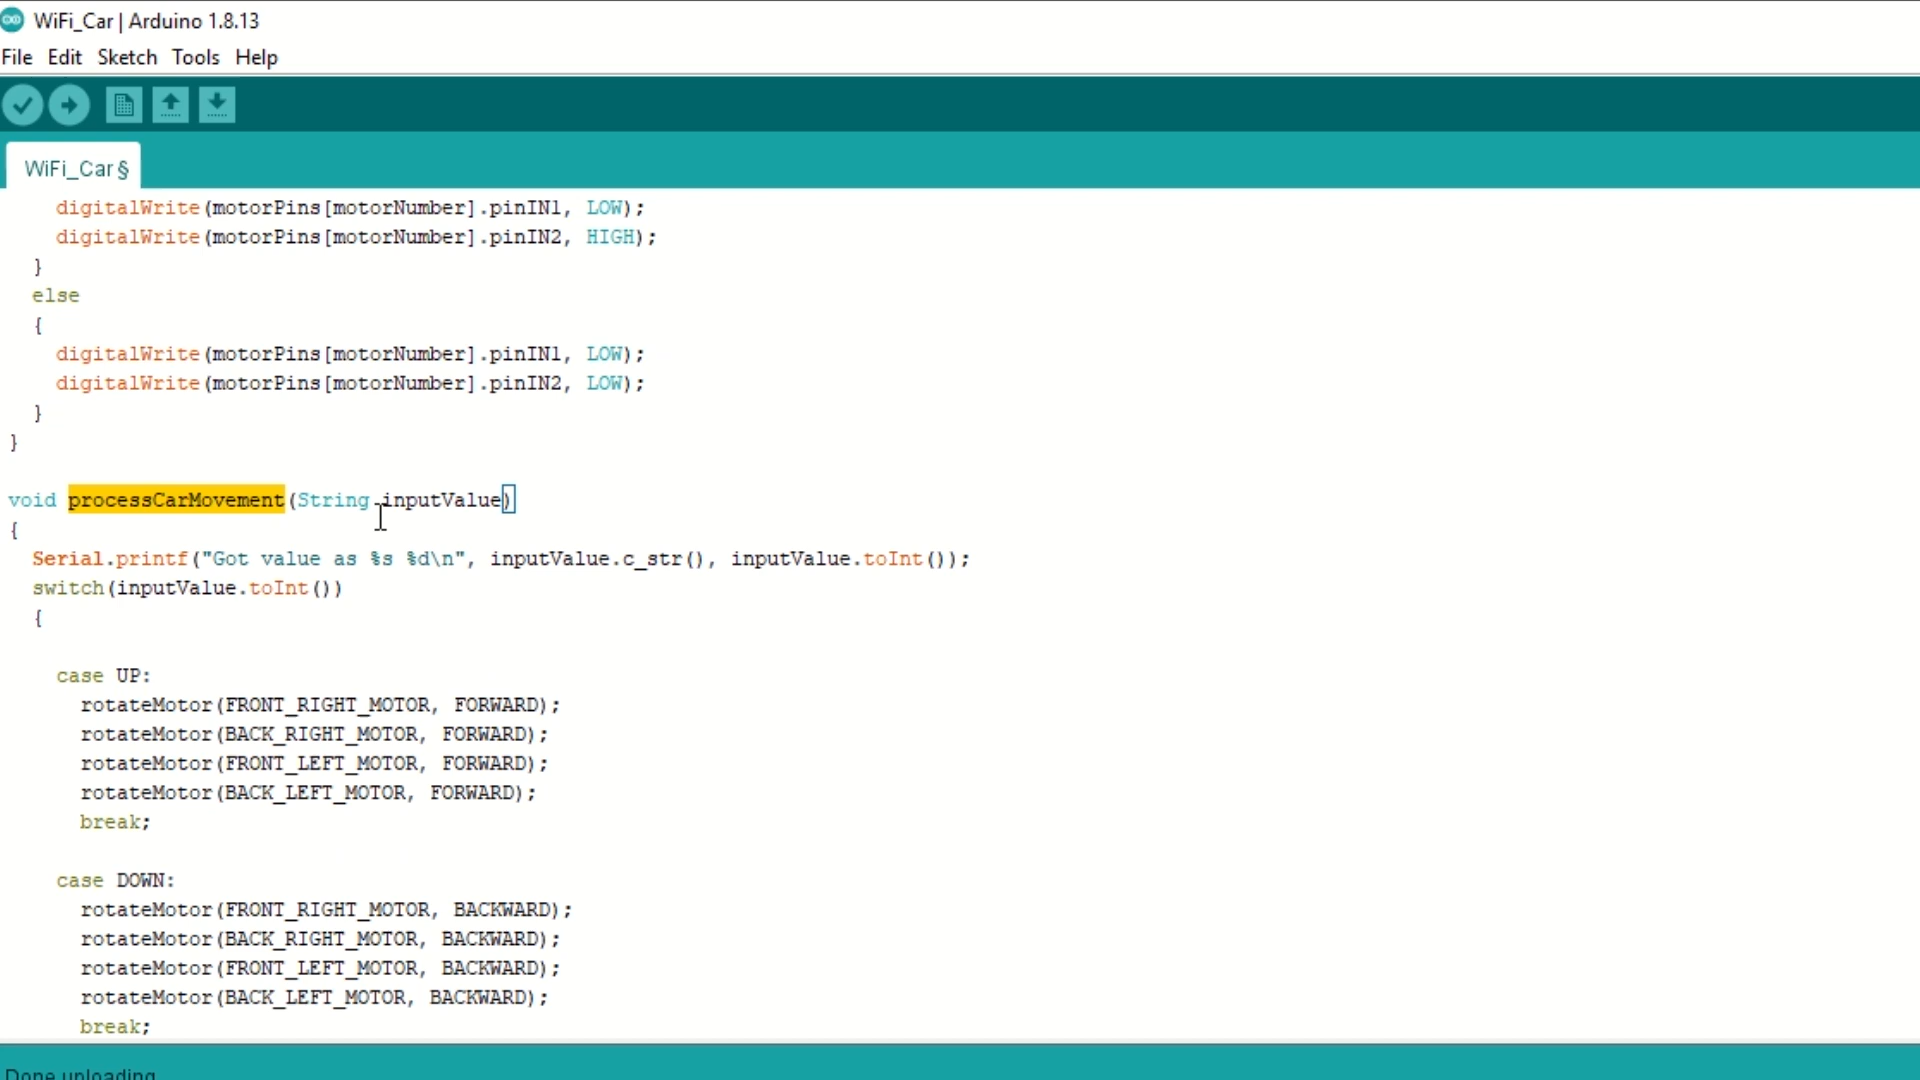 WiFi_Car | Arduino 1.8.13
File Edit Sketch Tools Help
WiFi_Car§
digitalWrite(motorPins[motorNumber].pinIN1, LOW);
digitalWrite(motorPins[motorNumber].pinIN2, HIGH);
}
else
{
digitalWrite(motorPins[motorNumber].pinIN1, LOW);
digitalWrite(motorPins[motorNumber].pinIN2, LOW);
}
}
void processCarMovement(String inputValue)
{
Serial.printf("Got value as %s %d\n", inputValue.c_str(), inputValue.toInt());
switch(inputValue.toInt())
{
case UP:
rotateMotor(FRONT_RIGHT_MOTOR, FORWARD);
rotateMotor(BACK_RIGHT_MOTOR, FORWARD);
rotateMotor(FRONT_LEFT_MOTOR, FORWARD);
rotateMotor(BACK_LEFT_MOTOR, FORWARD);
break;
case DOWN:
rotateMotor(FRONT_RIGHT_MOTOR, BACKWARD);
rotateMotor(BACK_RIGHT_MOTOR, BACKWARD);
rotateMotor(FRONT_LEFT_MOTOR, BACKWARD);
rotateMotor(BACK_LEFT_MOTOR, BACKWARD);
break;
Done uploading